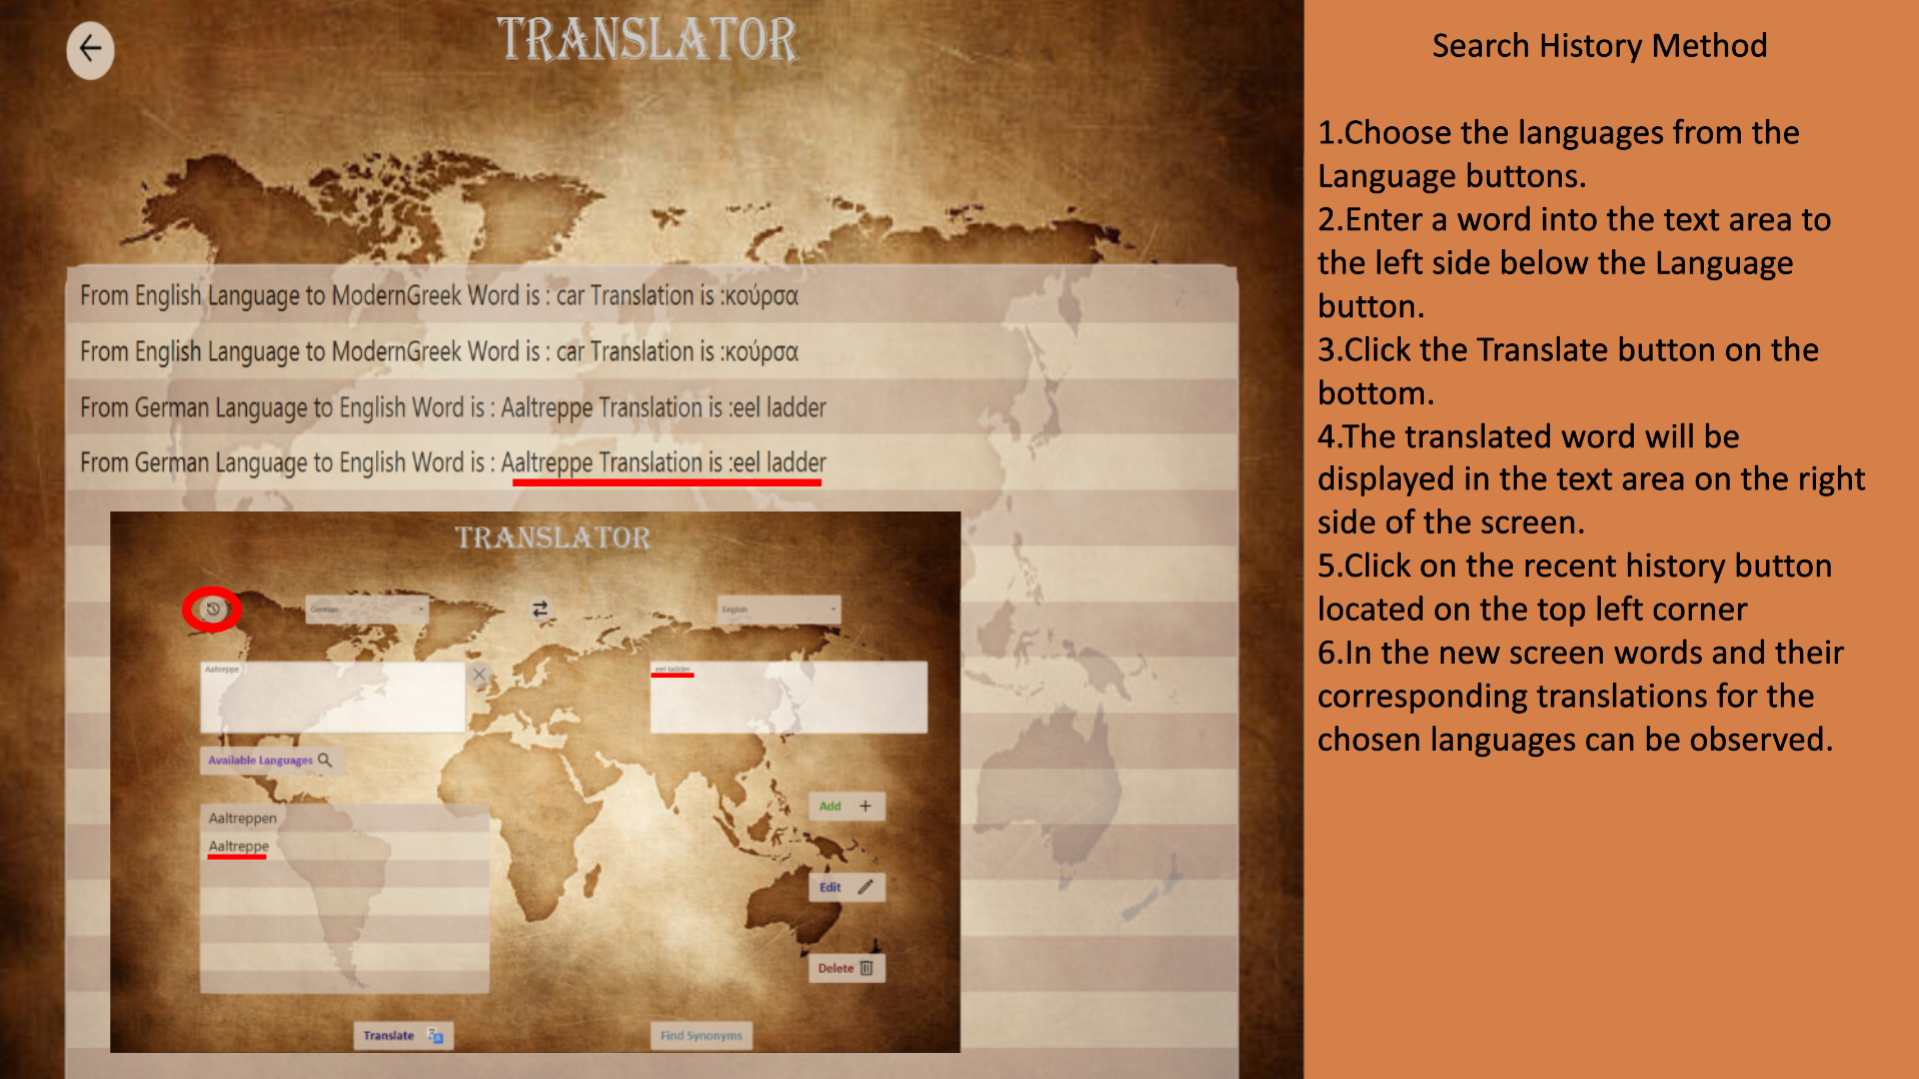 TRANSLATOR
From English Language to ModernGreek Word is : car Translation is :κούρσα
From English Language to ModernGreek Word is : car Translation is :κούρσα
From German Language to English Word is : Aaltreppe Translation is :eel ladder
From German Language to English Word is : Aaltreppe Translation is :eel ladder
TRANSLATOR
German
English
Aaltreppe
eel ladder
Available Languages
Aaltreppen
Aaltreppe
Add
Edit
Delete
Translate
Find Synonyms
Search History Method
1.Choose the languages from the
Language buttons.
2.Enter a word into the text area to
the left side below the Language
button.
3.Click the Translate button on the
bottom.
4.The translated word will be
displayed in the text area on the right
side of the screen.
5.Click on the recent history button
located on the top left corner
6.In the new screen words and their
corresponding translations for the
chosen languages can be observed.